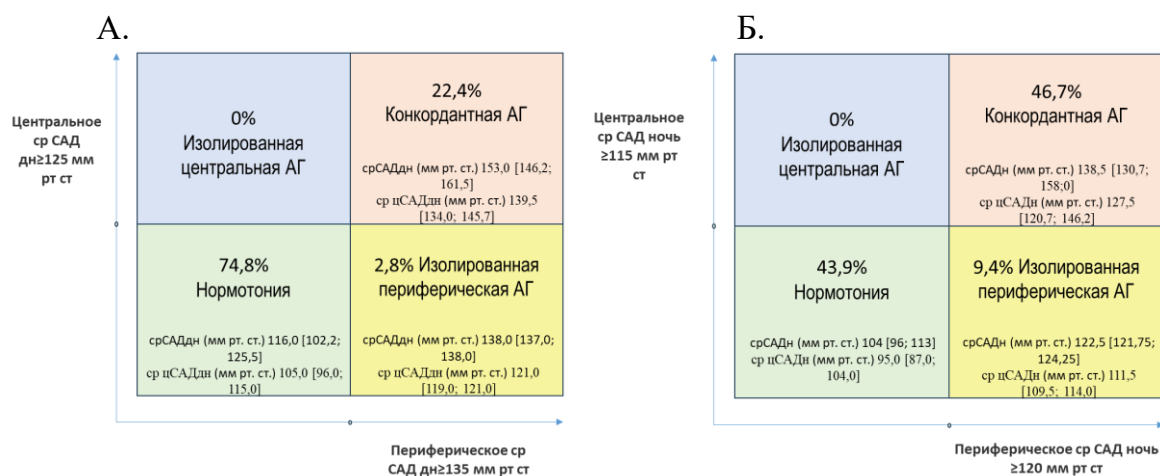 А.
Центральное
ср САД
дн≥125 мм
рт ст
0%
Изолированная
центральная АГ
22,4%
Конкордантная АГ
срСАДдн (мм рт. ст.) 153,0 [146,2;
161,5]
ср цСАДдн (мм рт. ст.) 139,5
[134,0; 145,7]
74,8%
Нормотония
срСАДдн (мм рт. ст.) 116,0 [102,2;
125,5]
ср цСАДдн (мм рт. ст.) 105,0 [96,0;
115,0]
2,8% Изолированная
периферическая АГ
срСАДдн (мм рт. ст.) 138,0 [137,0;
138,0]
ср цСАДдн (мм рт. ст.) 121,0
[119,0; 121,0]
Периферическое ср
САД дн≥135 мм рт ст
Б.
Центральное
ср САД ночь
≥115 мм рт
ст
0%
Изолированная
центральная АГ
46,7%
Конкордантная АГ
срСАДн (мм рт. ст.) 138,5 [130,7;
158;0]
ср цСАДн (мм рт. ст.) 127,5
[120,7; 146,2]
43,9%
Нормотония
срСАДн (мм рт. ст.) 104 [96; 113]
ср цСАДн (мм рт. ст.) 95,0 [87,0;
104,0]
9,4% Изолированная
периферическая АГ
срСАДн (мм рт. ст.) 122,5 [121,75;
124,25]
ср цСАДн (мм рт. ст.) 111,5
[109,5; 114,0]
Периферическое ср САД ночь
≥120 мм рт ст